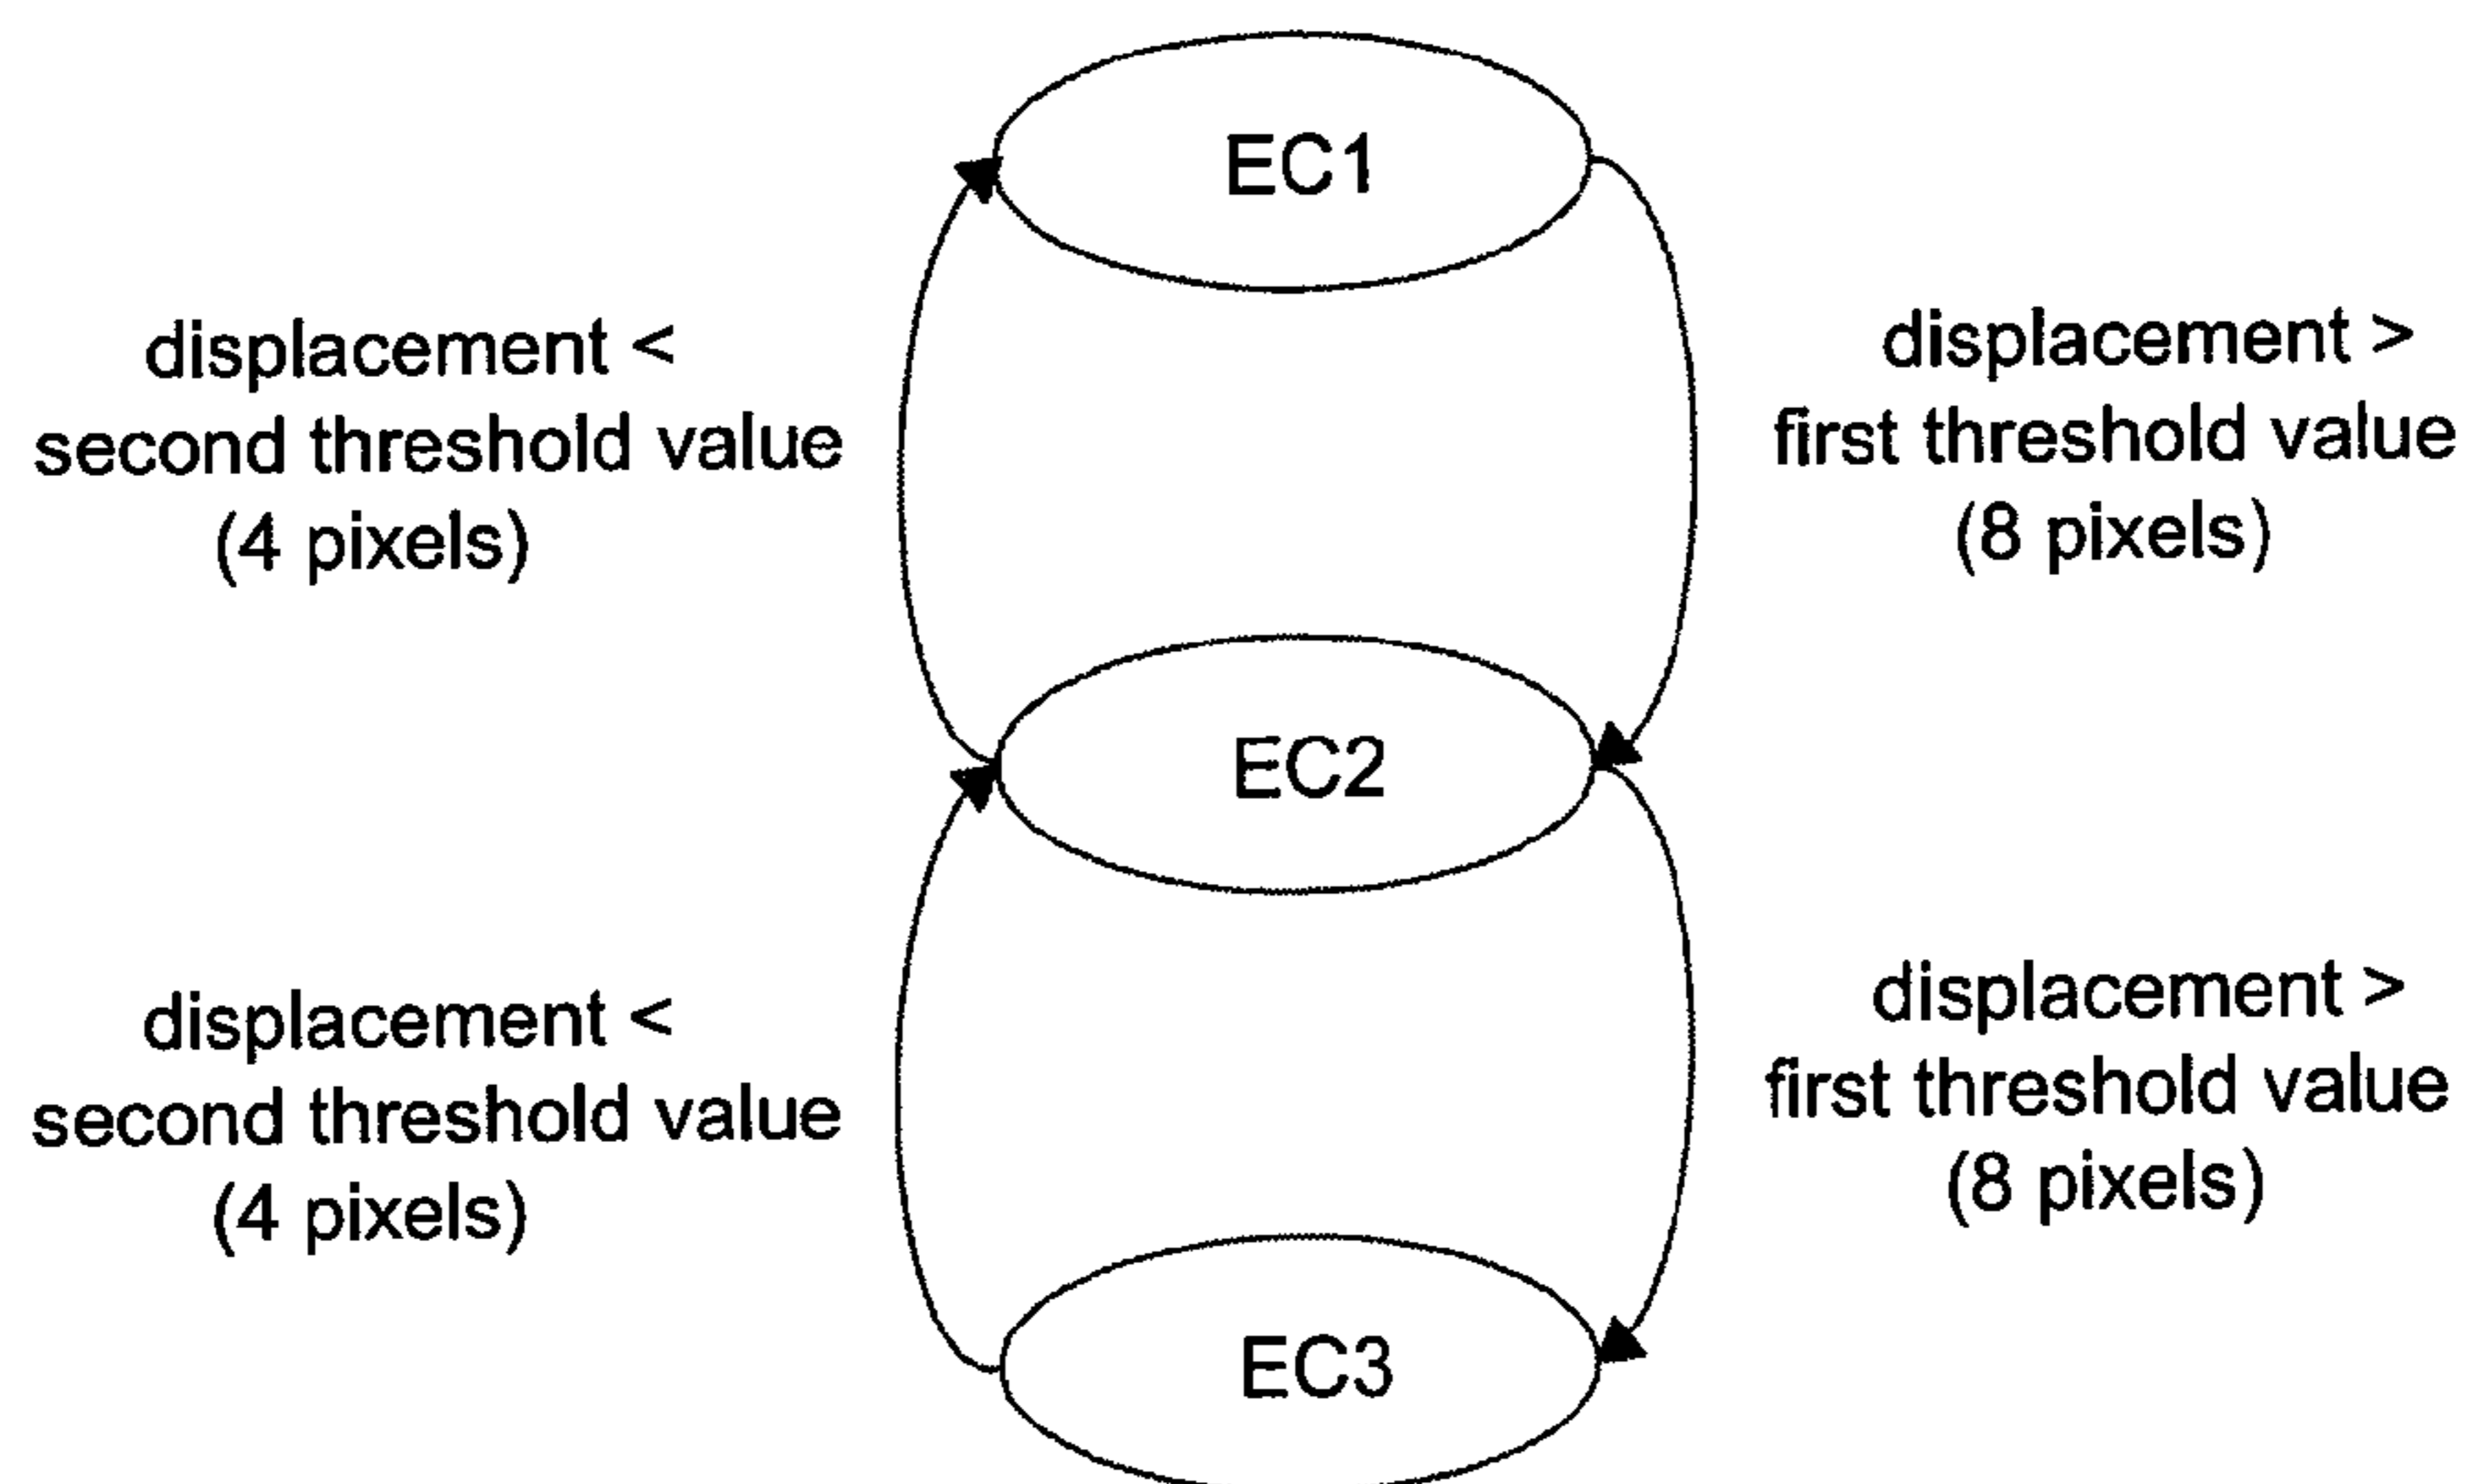 EC1
displacement <
second threshold value
(4 pixels)
displacement >
first threshold value
(8 pixels)
EC2
displacement <
second threshold value
(4 pixels)
displacement >
first threshold value
(8 pixels)
EC3